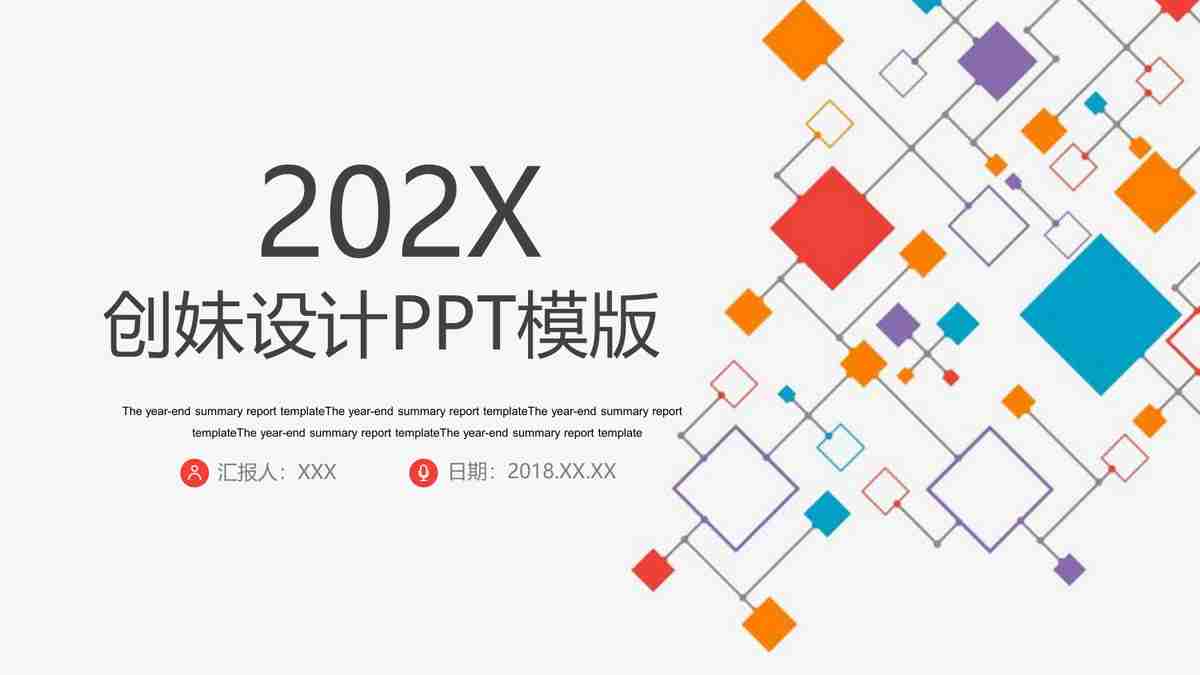 202X
创妹设计PPT模版
The year-end summary report templateThe year-end summary report templateThe year-end summary report
templateThe year-end summary report templateThe year-end summary report template
汇报人：XXX 日期：2018.XX.XX